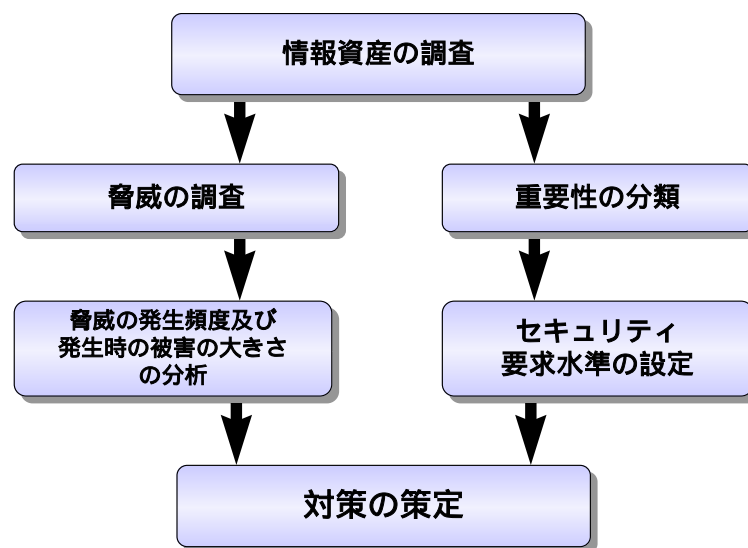 情報資産の調査
脅威の調査
重要性の分類
脅威の発生頻度及び
発生時の被害の大きさ
の分析
セキュリティ
要求水準の設定
対策の策定